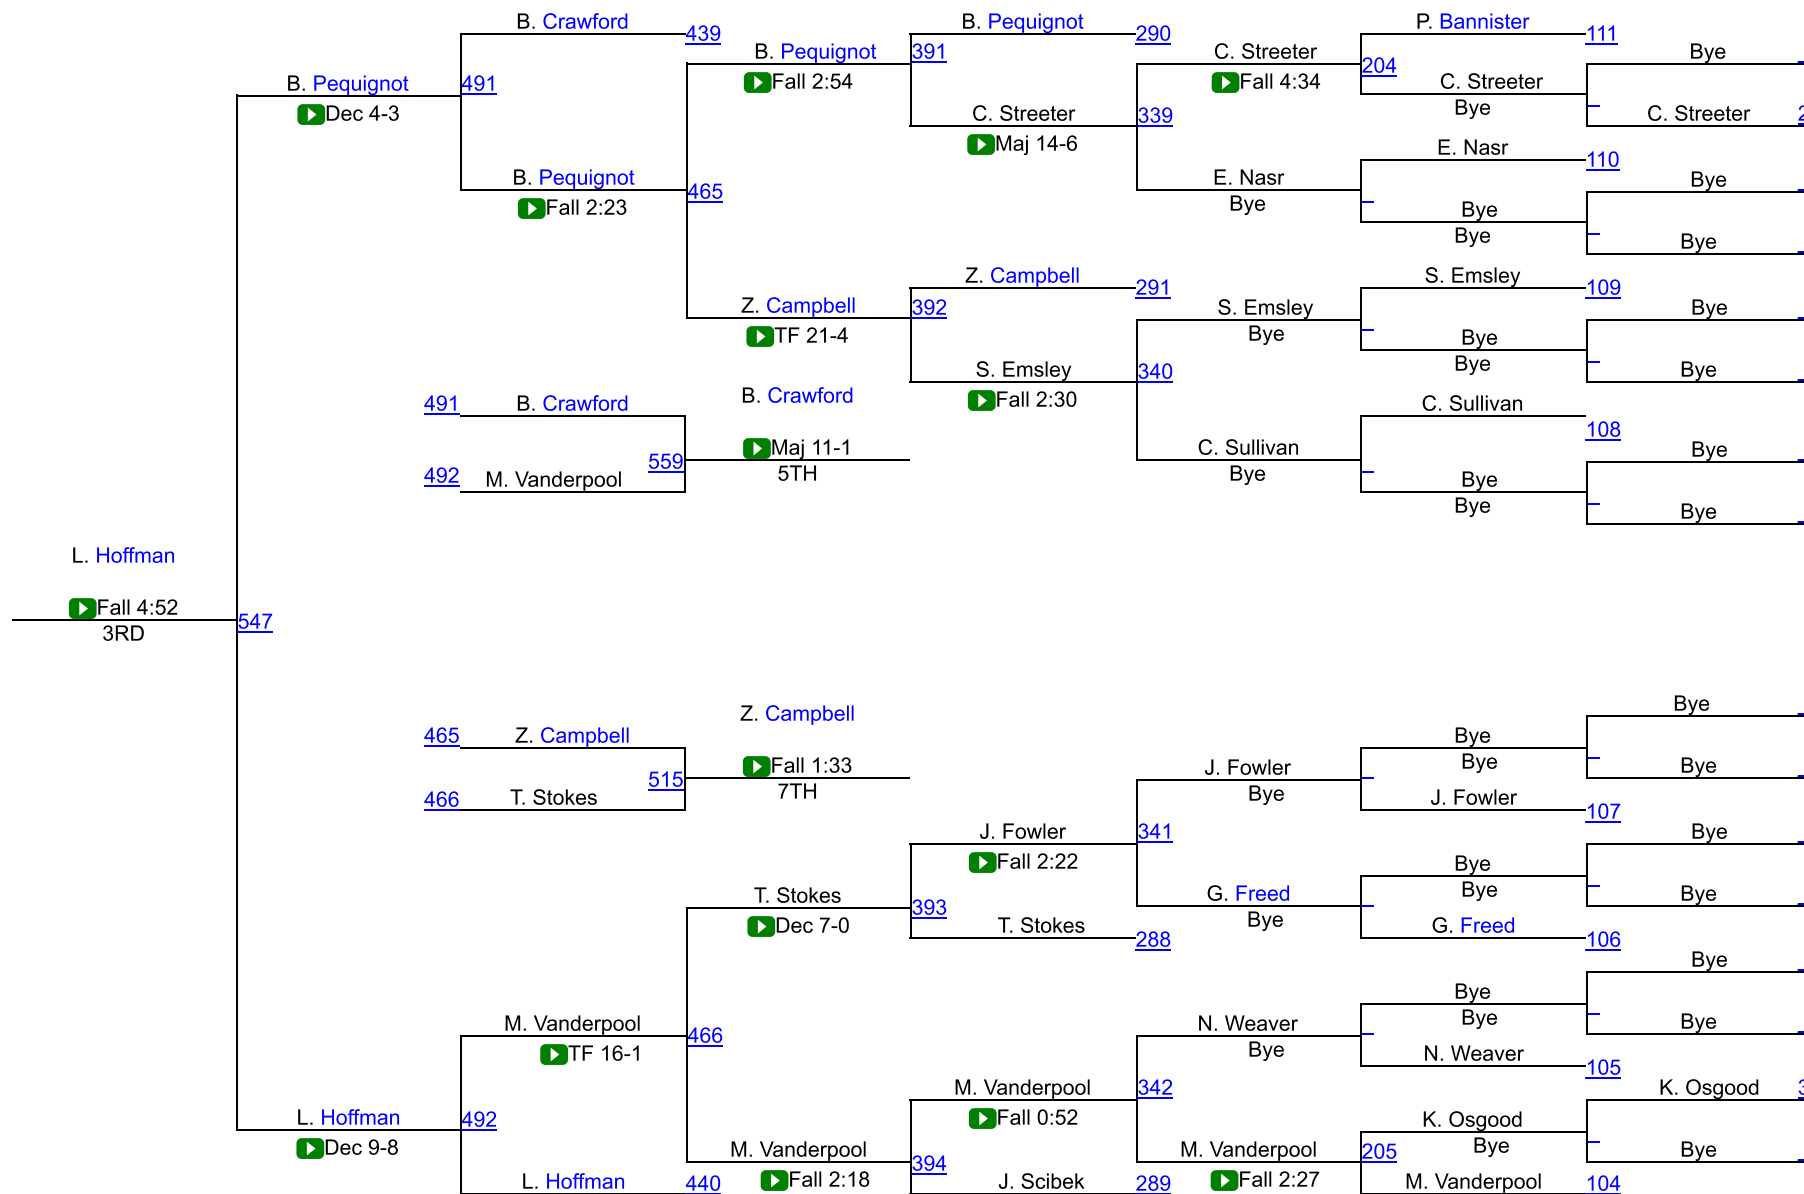 B. Crawford
439
B. Pequignot
290
P. Bannister
111
B. Pequignot
391
C. Streeter
Bye
204
B. Pequignot
491
Fall 2:54
Fall 4:34
C. Streeter
Dec 4-3
C. Streeter
339
Bye
C. Streeter
Maj 14-6
E. Nasr
110
B. Pequignot
465
E. Nasr
Bye
Fall 2:23
Bye
Bye
Bye
Bye
Z. Campbell
291
S. Emsley
109
Z. Campbell
392
S. Emsley
Bye
TF 21-4
Bye
Bye
Bye
S. Emsley
340
Bye
491
B. Crawford
B. Crawford
Fall 2:30
C. Sullivan
108
Maj 11-1
C. Sullivan
Bye
559
5TH
Bye
492
M. Vanderpool
Bye
Bye
Bye
L. Hoffman
Fall 4:52
547
3RD
Z. Campbell
Bye
465
Z. Campbell
Bye
Fall 1:33
J. Fowler
Bye
Bye
515
7TH
Bye
466
T. Stokes
J. Fowler
107
J. Fowler
341
Bye
Fall 2:22
Bye
T. Stokes
393
G. Freed
Bye
Bye
Dec 7-0
T. Stokes
288
Bye
G. Freed
106
Bye
Bye
M. Vanderpool
466
N. Weaver
Bye
Bye
TF 16-1
Bye
N. Weaver
105
M. Vanderpool
342
K. Osgood
L. Hoffman
492
Fall 0:52
K. Osgood
Dec 9-8
M. Vanderpool
394
M. Vanderpool
205
Bye
Bye
L. Hoffman
440
Fall 2:18
J. Scibek
289
Fall 2:27
M. Vanderpool
104